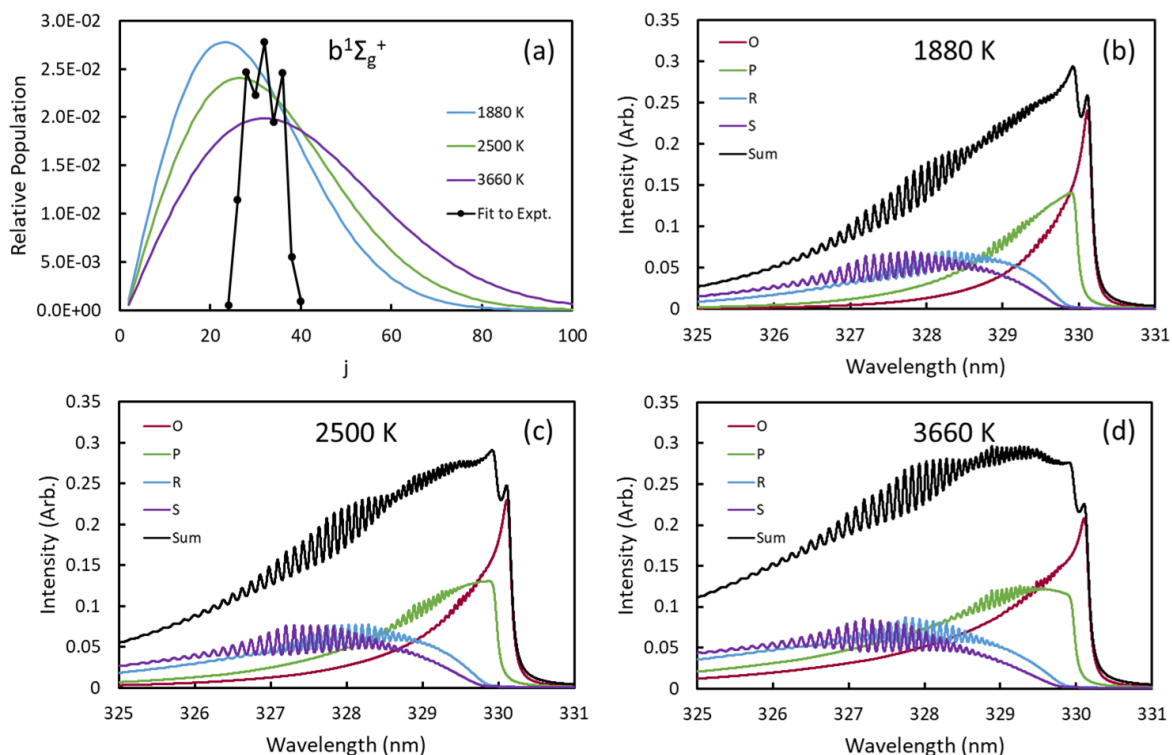 b¹Σg⁺
(a)
1880 K
2500 K
3660 K
Fit to Expt.
Relative Population
3.0E-02
2.5E-02
2.0E-02
1.5E-02
1.0E-02
5.0E-03
0.0E+00
0 20 40 60 80 100
j
1880 K
(b)
O
P
R
S
Sum
Intensity (Arb.)
0.35
0.3
0.25
0.2
0.15
0.1
0.05
0
325 326 327 328 329 330 331
Wavelength (nm)
2500 K
(c)
O
P
R
S
Sum
Intensity (Arb.)
0.35
0.3
0.25
0.2
0.15
0.1
0.05
0
325 326 327 328 329 330 331
Wavelength (nm)
3660 K
(d)
O
P
R
S
Sum
Intensity (Arb.)
0.35
0.3
0.25
0.2
0.15
0.1
0.05
0
325 326 327 328 329 330 331
Wavelength (nm)